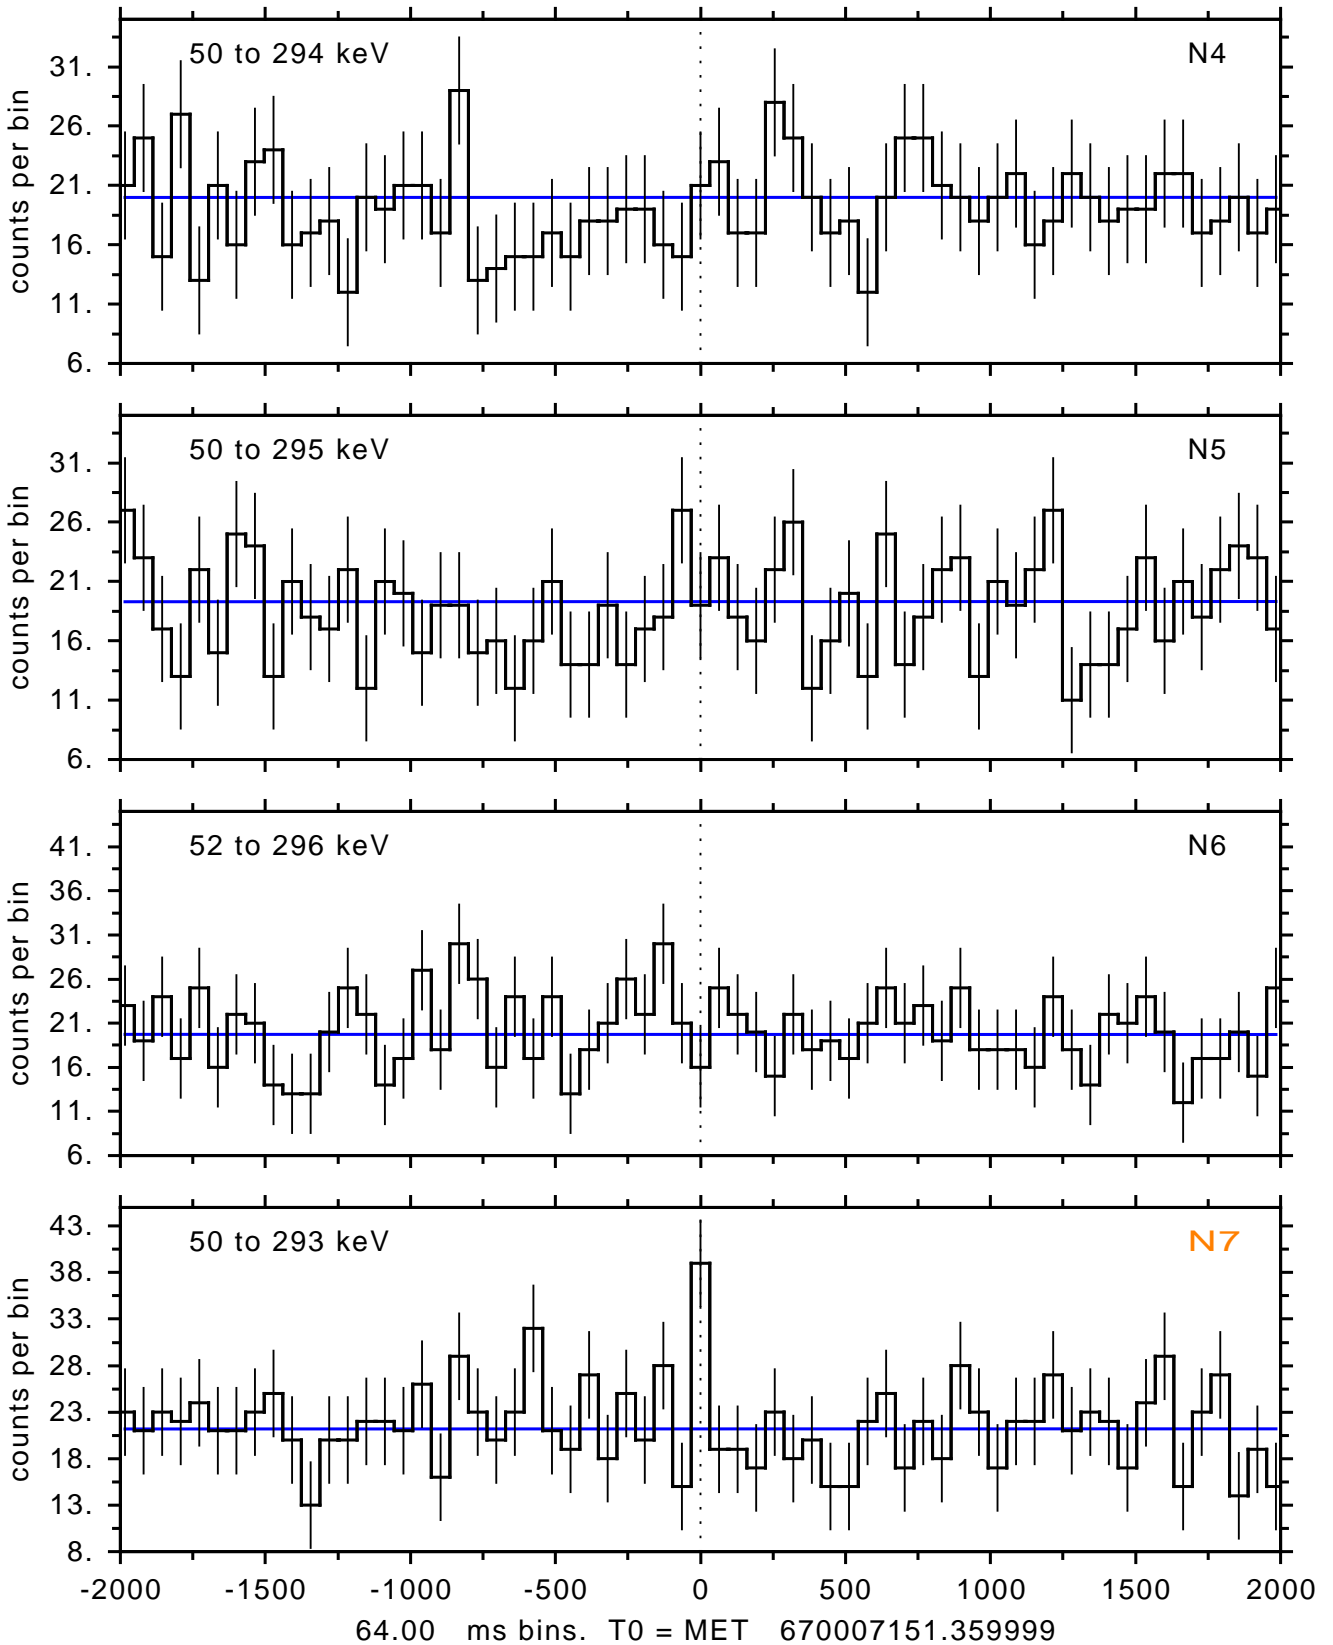 50 to 294 keV N4
31.
26.
21.
16.
11.
6.
counts per bin
50 to 295 keV N5
31.
26.
21.
16.
11.
6.
counts per bin
52 to 296 keV N6
41.
36.
31.
26.
21.
16.
11.
6.
counts per bin
50 to 293 keV N7
43.
38.
33.
28.
23.
18.
13.
8.
counts per bin
-2000 -1500 -1000 -500 0 500 1000 1500 2000
64.00 ms bins. T0 = MET 670007151.359999